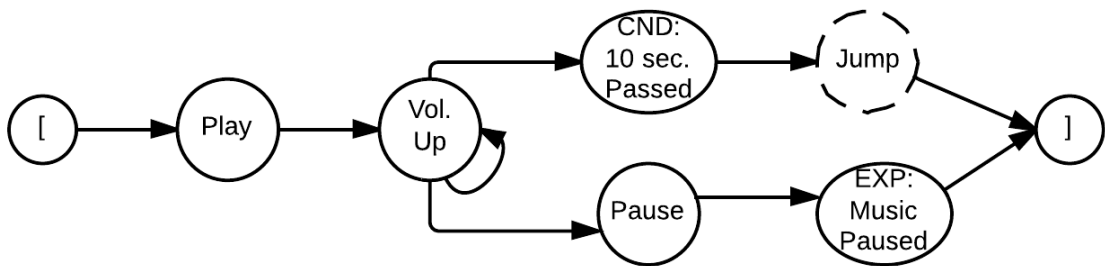 [
Play
Vol.
Up
CND:
10 sec.
Passed
Jump
Pause
EXP:
Music
Paused
]